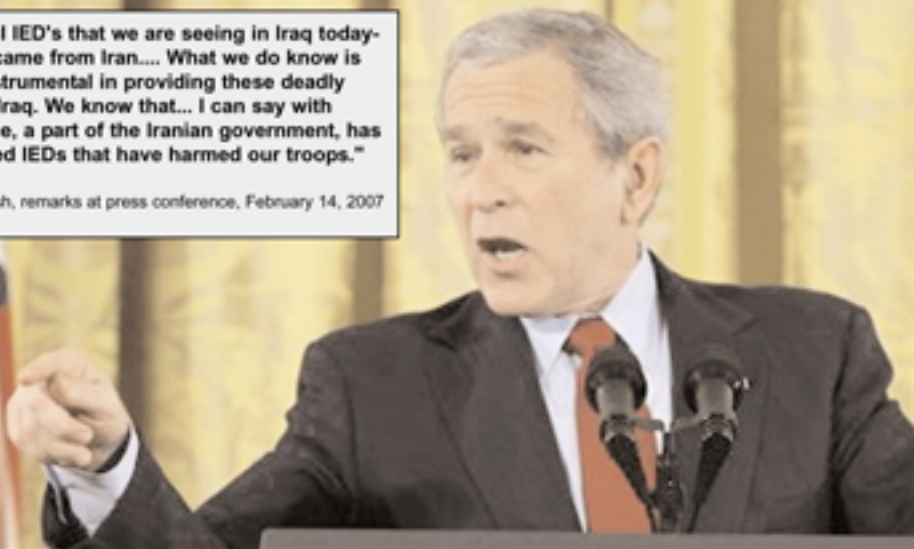 I IED's that we are seeing in Iraq today-
came from Iran.... What we do know is
strumental in providing these deadly
Iraq. We know that... I can say with
e, a part of the Iranian government, has
ed IEDs that have harmed our troops."
sh, remarks at press conference, February 14, 2007